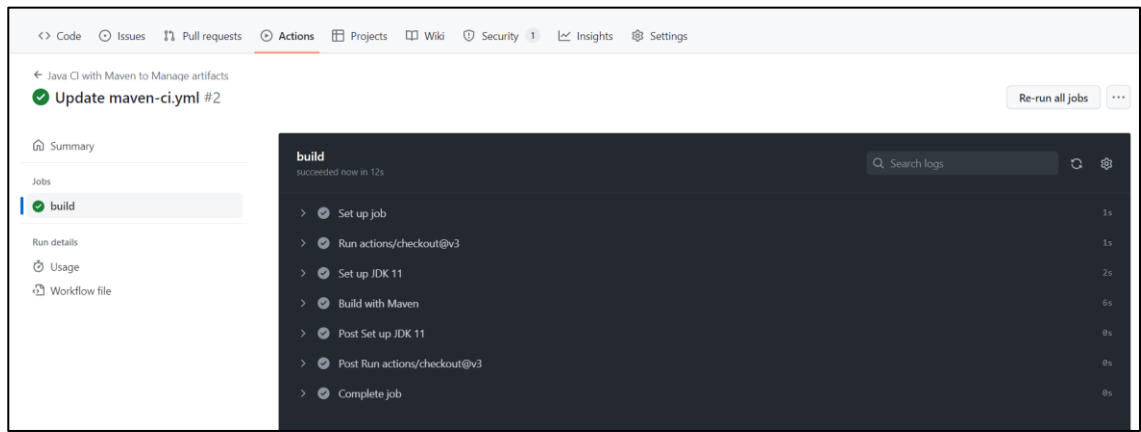 <> Code Issues Pull requests Actions Projects Wiki Security 1 Insights Settings
← Java CI with Maven to Manage artifacts
Update maven-ci.yml #2
Re-run all jobs ...
Summary
Jobs
build
Run details
Usage
Workflow file
build
succeeded now in 12s
Search logs
> Set up job 1s
> Run actions/checkout@v3 1s
> Set up JDK 11 2s
> Build with Maven 6s
> Post Set up JDK 11 0s
> Post Run actions/checkout@v3 0s
> Complete job 0s